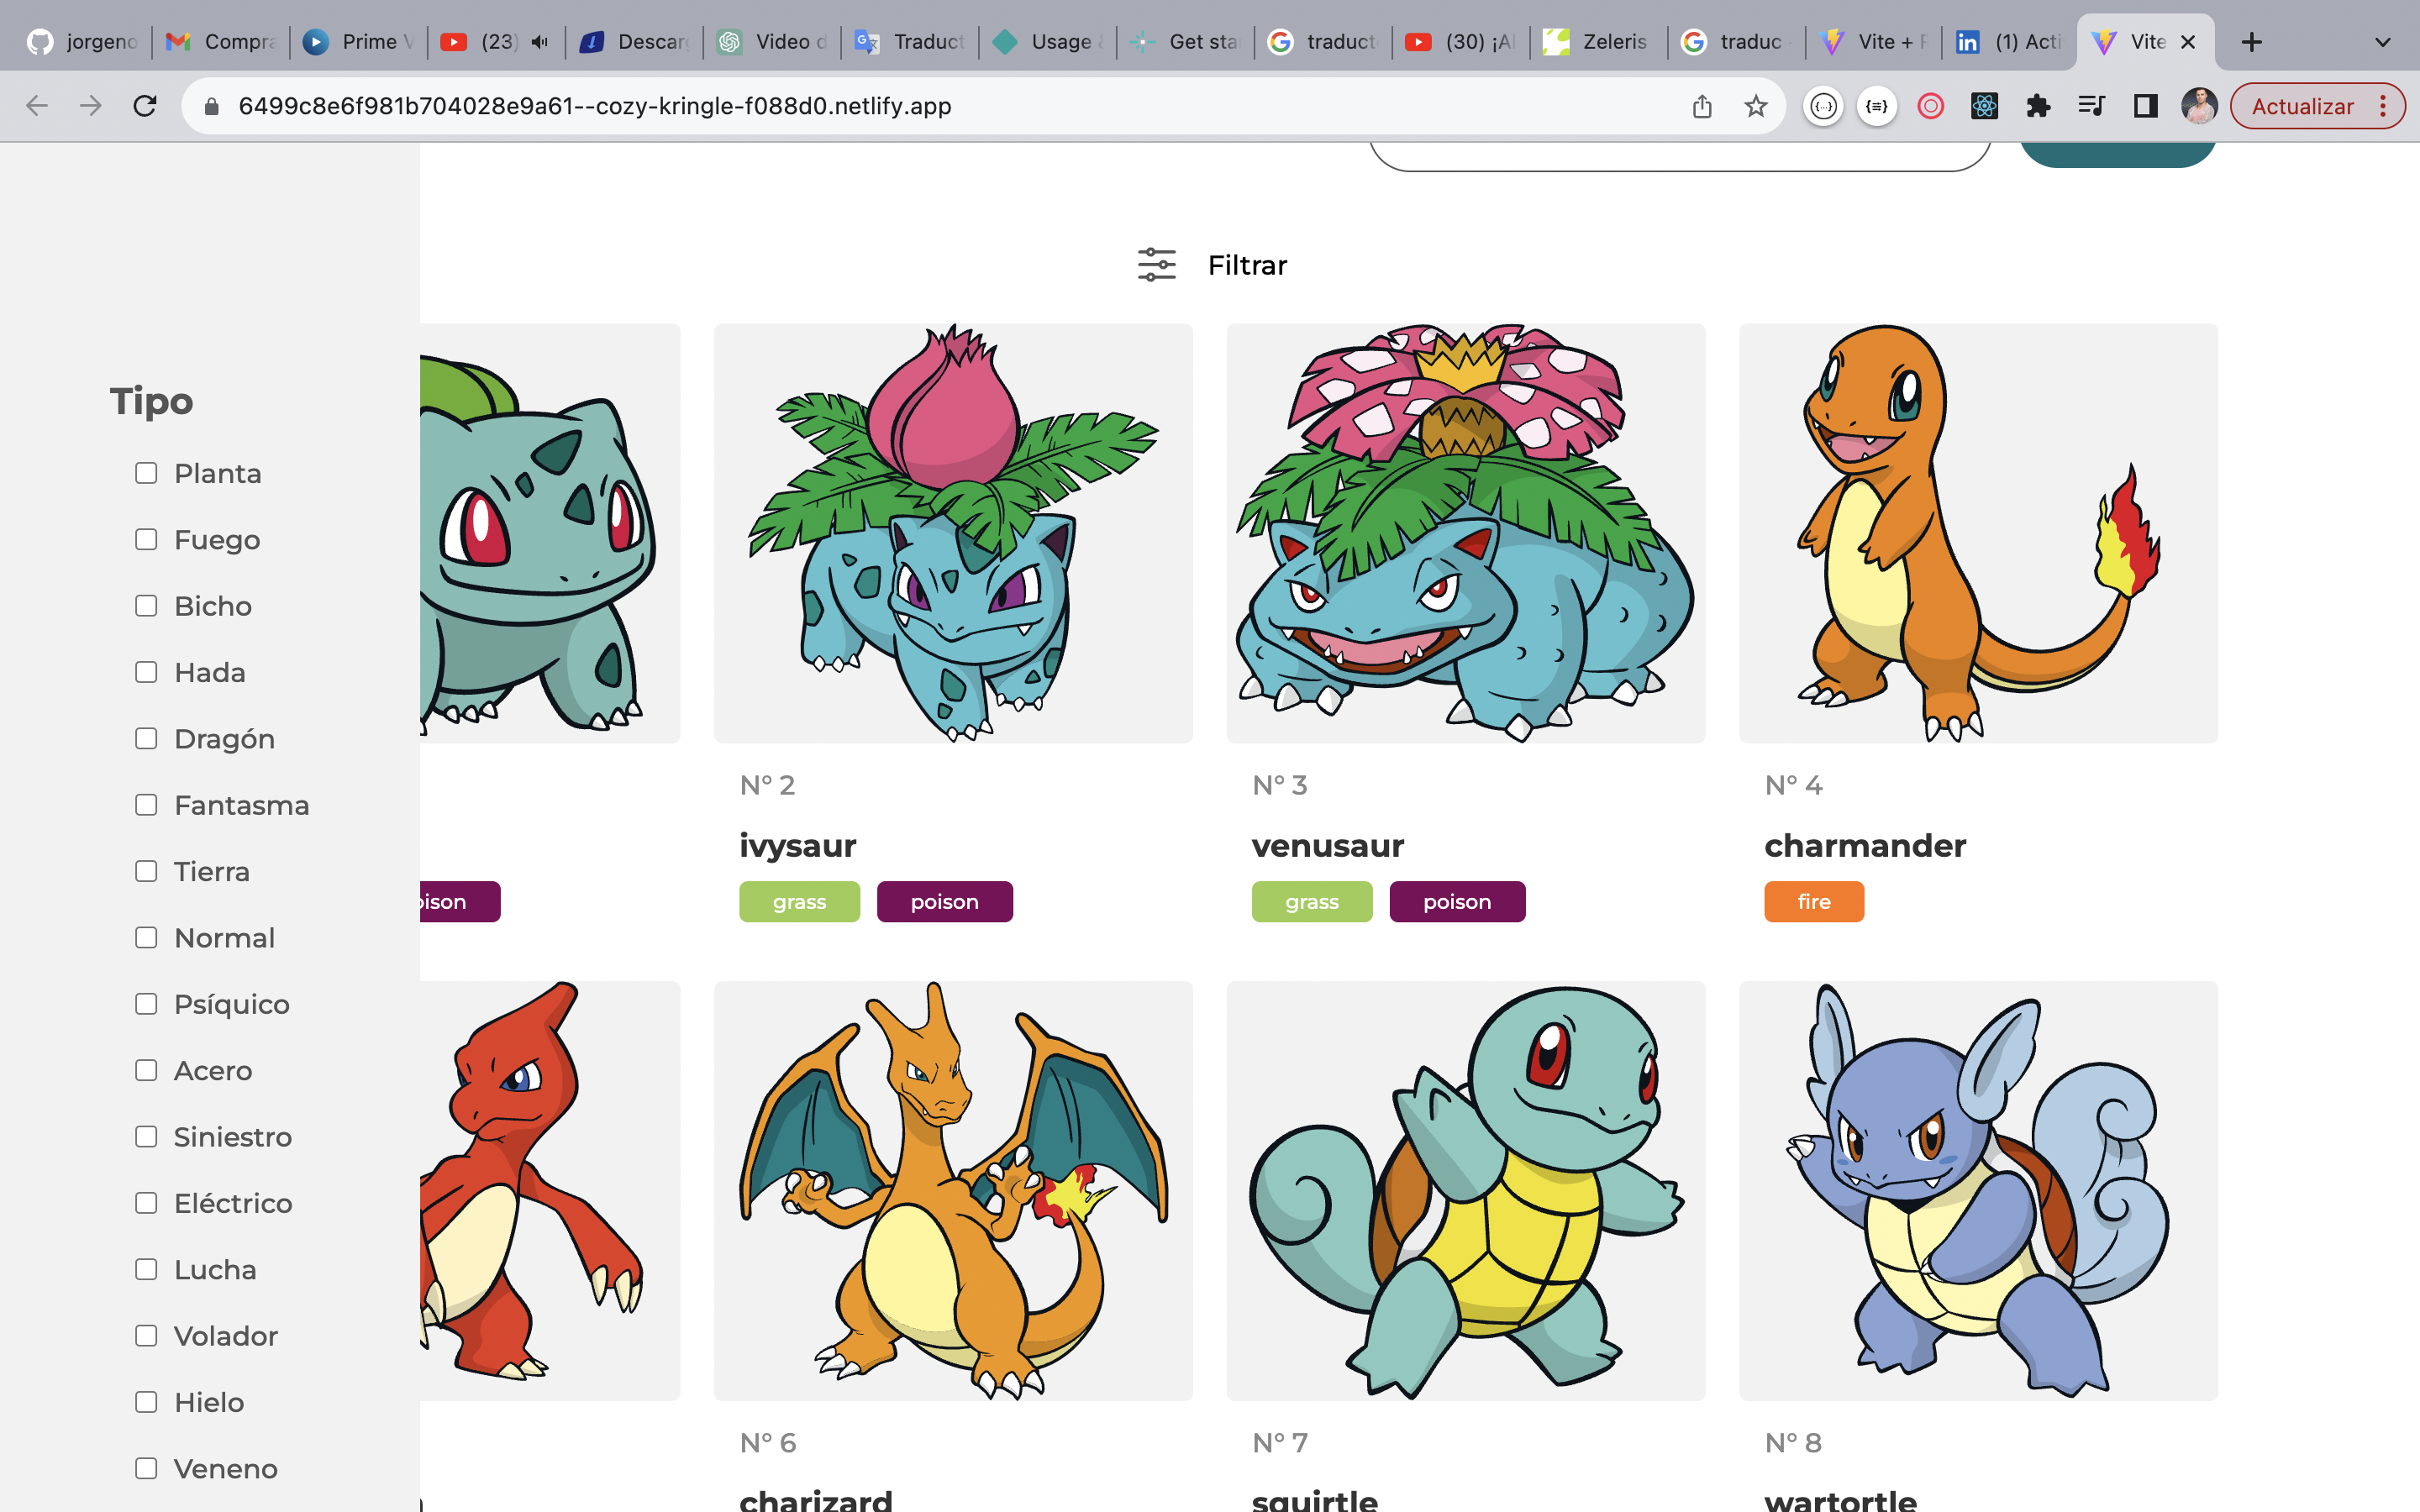 jorgeno Compra Prime V (23) Descarg Video d Traduct Usage & Get sta traduct (30) ¡Al Zeleris traduc Vite + R (1) Acti Vite
6499c8e6f981b704028e9a61--cozy-kringle-f088d0.netlify.app Actualizar
Filtrar
Tipo
Planta
Fuego
Bicho
Hada
Dragón
Fantasma
Tierra
Normal
Psíquico
Acero
Siniestro
Eléctrico
Lucha
Volador
Hielo
Veneno
N° 2 N° 3 N° 4
ivysaur venusaur charmander
oison grass poison grass poison fire
N° 6 N° 7 N° 8
charizard squirtle wartortle